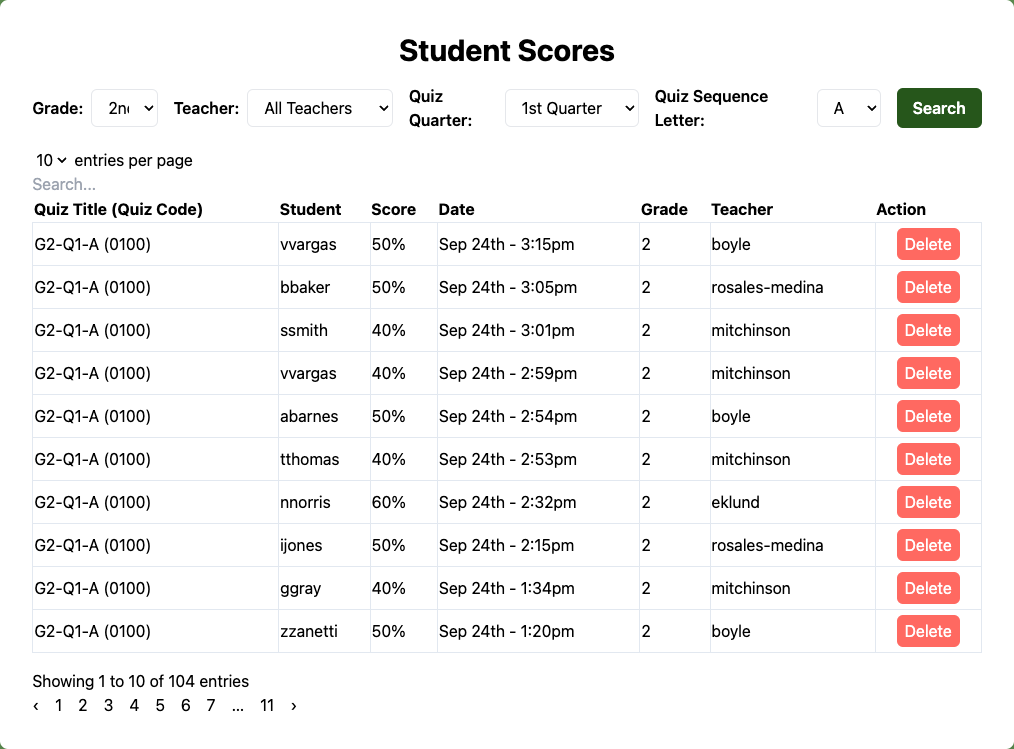 Student Scores
Grade: 2nd Teacher: All Teachers Quiz Quarter: 1st Quarter Quiz Sequence Letter: A Search
10 entries per page
Search...
Quiz Title (Quiz Code) Student Score Date Grade Teacher Action
G2-Q1-A (0100) vvargas 50% Sep 24th - 3:15pm 2 boyle Delete
G2-Q1-A (0100) bbaker 50% Sep 24th - 3:05pm 2 rosales-medina Delete
G2-Q1-A (0100) ssmith 40% Sep 24th - 3:01pm 2 mitchinson Delete
G2-Q1-A (0100) vvargas 40% Sep 24th - 2:59pm 2 mitchinson Delete
G2-Q1-A (0100) abarnes 50% Sep 24th - 2:54pm 2 boyle Delete
G2-Q1-A (0100) tthomas 40% Sep 24th - 2:53pm 2 mitchinson Delete
G2-Q1-A (0100) nnorris 60% Sep 24th - 2:32pm 2 eklund Delete
G2-Q1-A (0100) ijones 50% Sep 24th - 2:15pm 2 rosales-medina Delete
G2-Q1-A (0100) ggray 40% Sep 24th - 1:34pm 2 mitchinson Delete
G2-Q1-A (0100) zzanetti 50% Sep 24th - 1:20pm 2 boyle Delete
Showing 1 to 10 of 104 entries
‹ 1 2 3 4 5 6 7 ... 11 ›